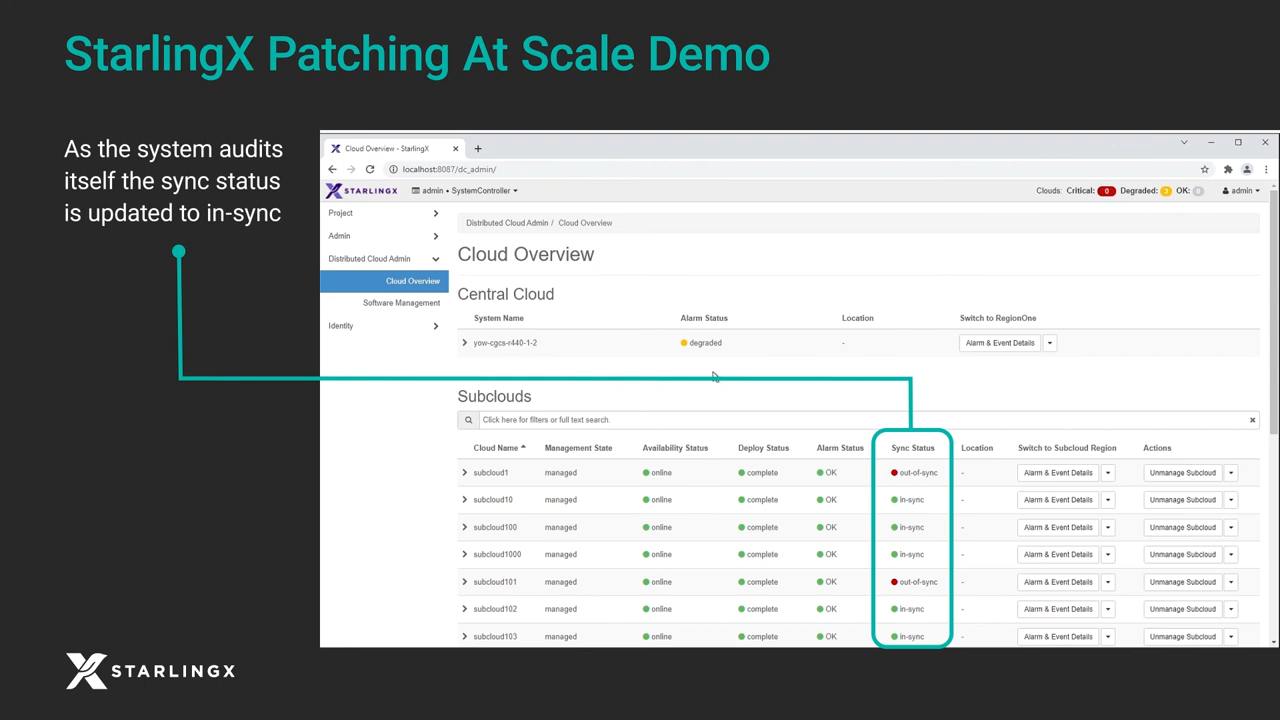 StarlingX Patching At Scale Demo
As the system audits
itself the sync status
is updated to in-sync
Cloud Overview - StarlingX
localhost:8087/dc_admin/
STARLINGX admin • SystemController Clouds: Critical: 0 Degraded: 3 OK: 0 admin
Project
Admin
Distributed Cloud Admin
Cloud Overview
Software Management
Identity
Distributed Cloud Admin / Cloud Overview
Cloud Overview
Central Cloud
System Name Alarm Status Location Switch to RegionOne
yow-cgcs-r440-1-2 degraded - Alarm & Event Details
Subclouds
Click here for filters or full text search.
Cloud Name Management State Availability Status Deploy Status Alarm Status Sync Status Location Switch to Subcloud Region Actions
subcloud1 managed online complete OK out-of-sync - Alarm & Event Details Unmanage Subcloud
subcloud10 managed online complete OK in-sync - Alarm & Event Details Unmanage Subcloud
subcloud100 managed online complete OK in-sync - Alarm & Event Details Unmanage Subcloud
subcloud1000 managed online complete OK in-sync - Alarm & Event Details Unmanage Subcloud
subcloud101 managed online complete OK out-of-sync - Alarm & Event Details Unmanage Subcloud
subcloud102 managed online complete OK in-sync - Alarm & Event Details Unmanage Subcloud
subcloud103 managed online complete OK in-sync - Alarm & Event Details Unmanage Subcloud
STARLINGX